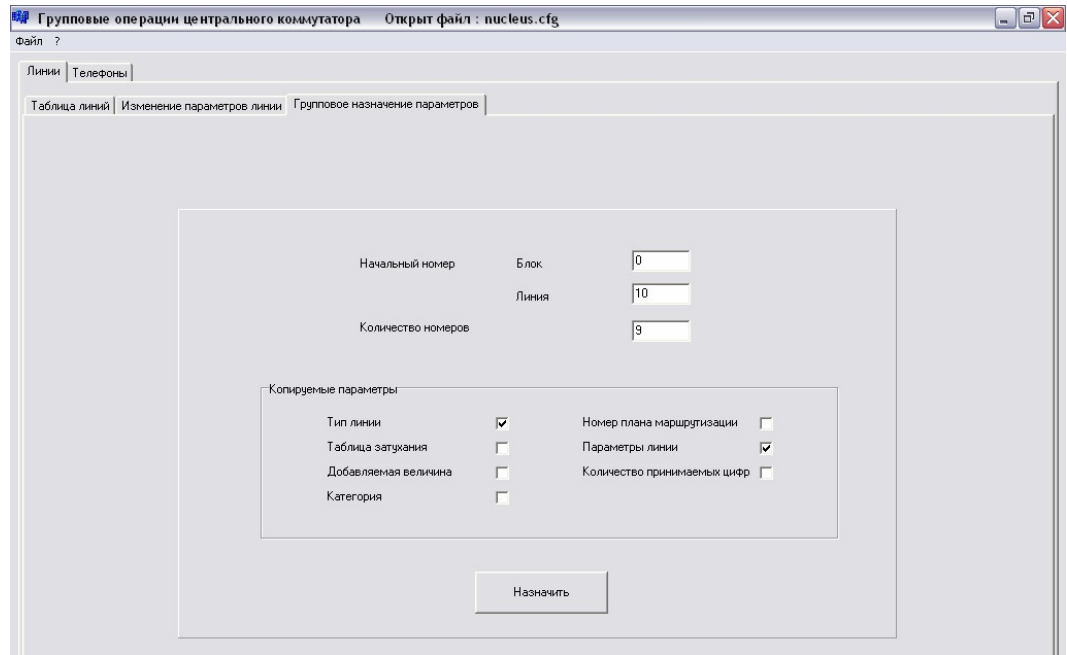 Групповые операции центрального коммутатора Открыт файл : nucleus.cfg
Файл ?
Линии Телефоны
Таблица линий Изменение параметров линии Групповое назначение параметров
Начальный номер Блок 0
Линия 10
Количество номеров 9
Копируемые параметры
Тип линии Номер плана маршрутизации
Таблица затухания Параметры линии
Добавляемая величина Количество принимаемых цифр
Категория
Назначить